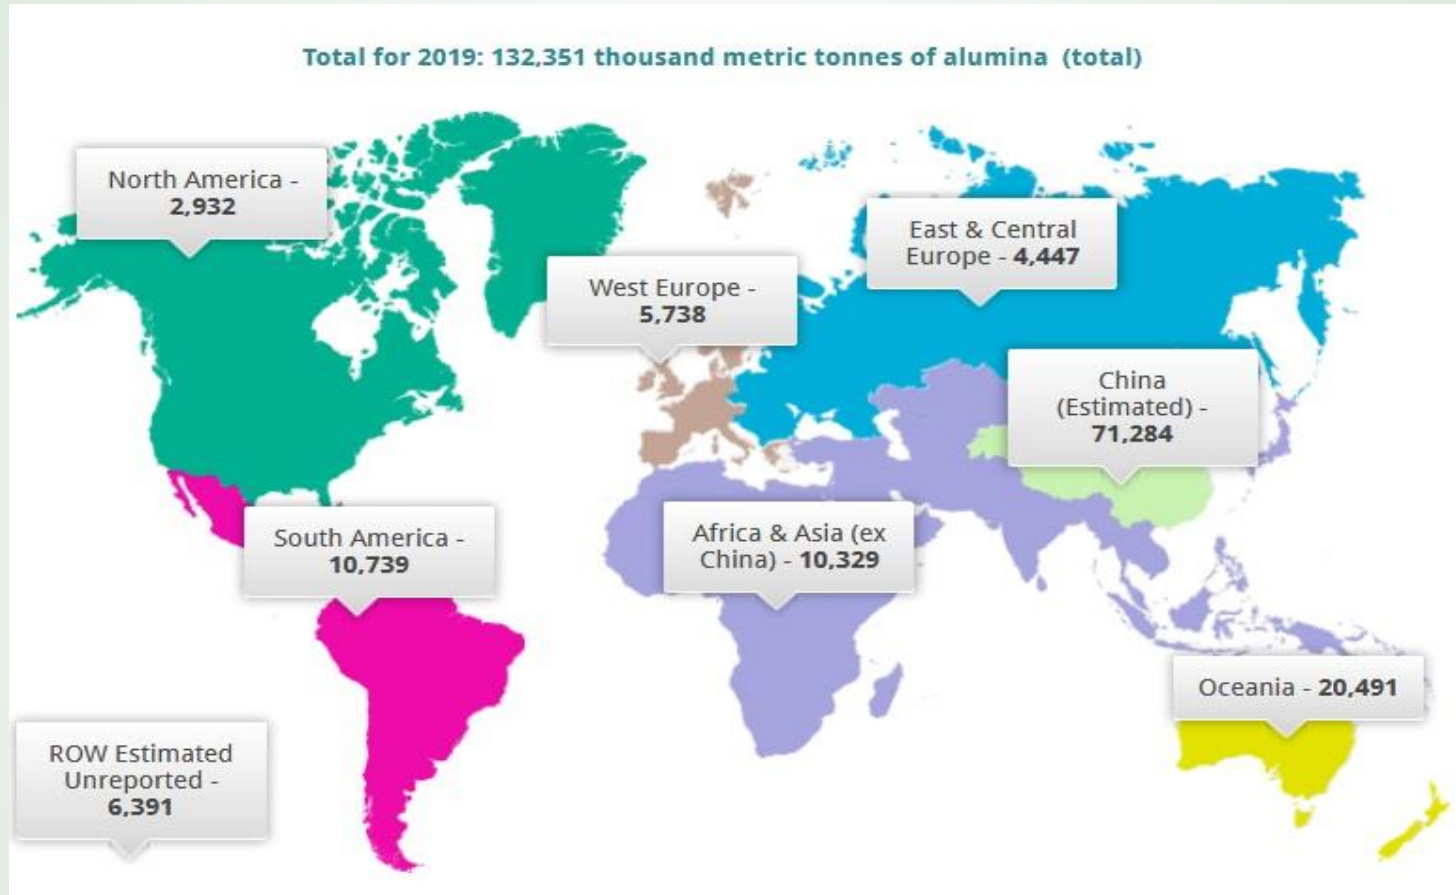 Total for 2019: 132,351 thousand metric tonnes of alumina (total)
North America -
2,932
East & Central
Europe - 4,447
West Europe -
5,738
China
(Estimated) -
71,284
South America -
10,739
Africa & Asia (ex
China) - 10,329
Oceania - 20,491
ROW Estimated
Unreported -
6,391